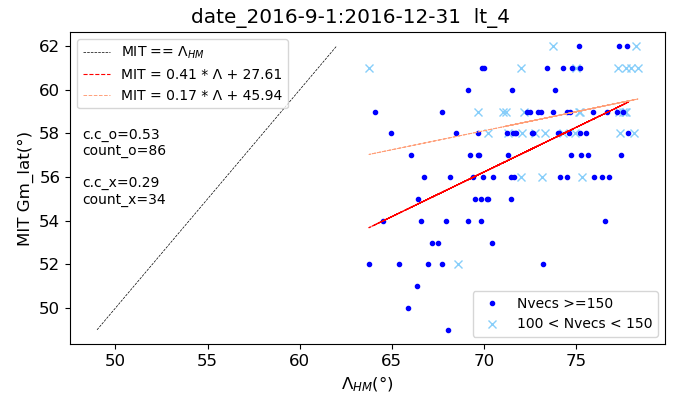 date_2016-9-1:2016-12-31  lt_4
MIT == Λ_HM
MIT = 0.41 * Λ + 27.61
MIT = 0.17 * Λ + 45.94
c.c_o=0.53
count_o=86
c.c_x=0.29
count_x=34
MIT Gm_lat(°)
62
60
58
56
54
52
50
Nvecs >=150
100 < Nvecs < 150
50 55 60 65 70 75
Λ_HM(°)